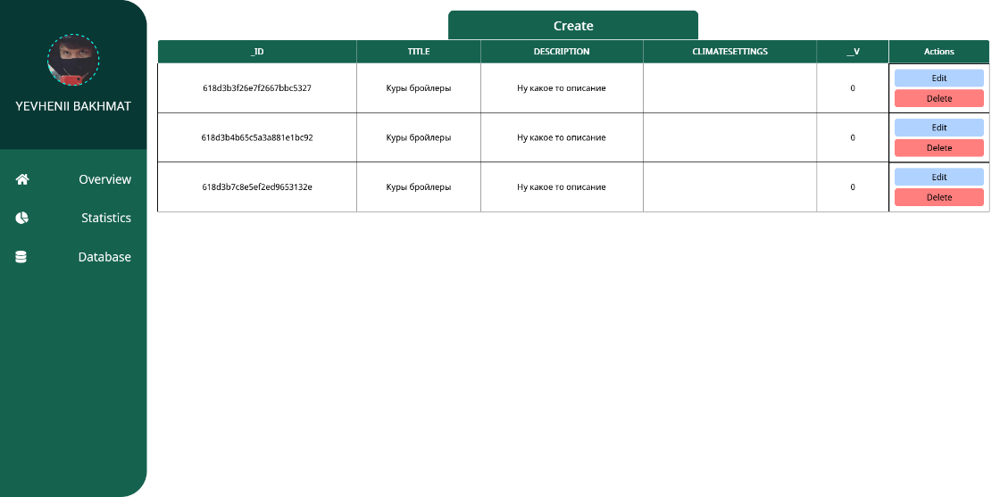 YEVHENII BAKHMAT
Overview
Statistics
Database
Create
_ID TITLE DESCRIPTION CLIMATESETTINGS __V Actions
618d3b3f26e7f2667bbc5327 Куры бройлеры Ну какое то описание 0 Edit
Delete
618d3b4b65c5a3a881e1bc92 Куры бройлеры Ну какое то описание 0 Edit
Delete
618d3b7c8e5ef2ed9653132e Куры бройлеры Ну какое то описание 0 Edit
Delete